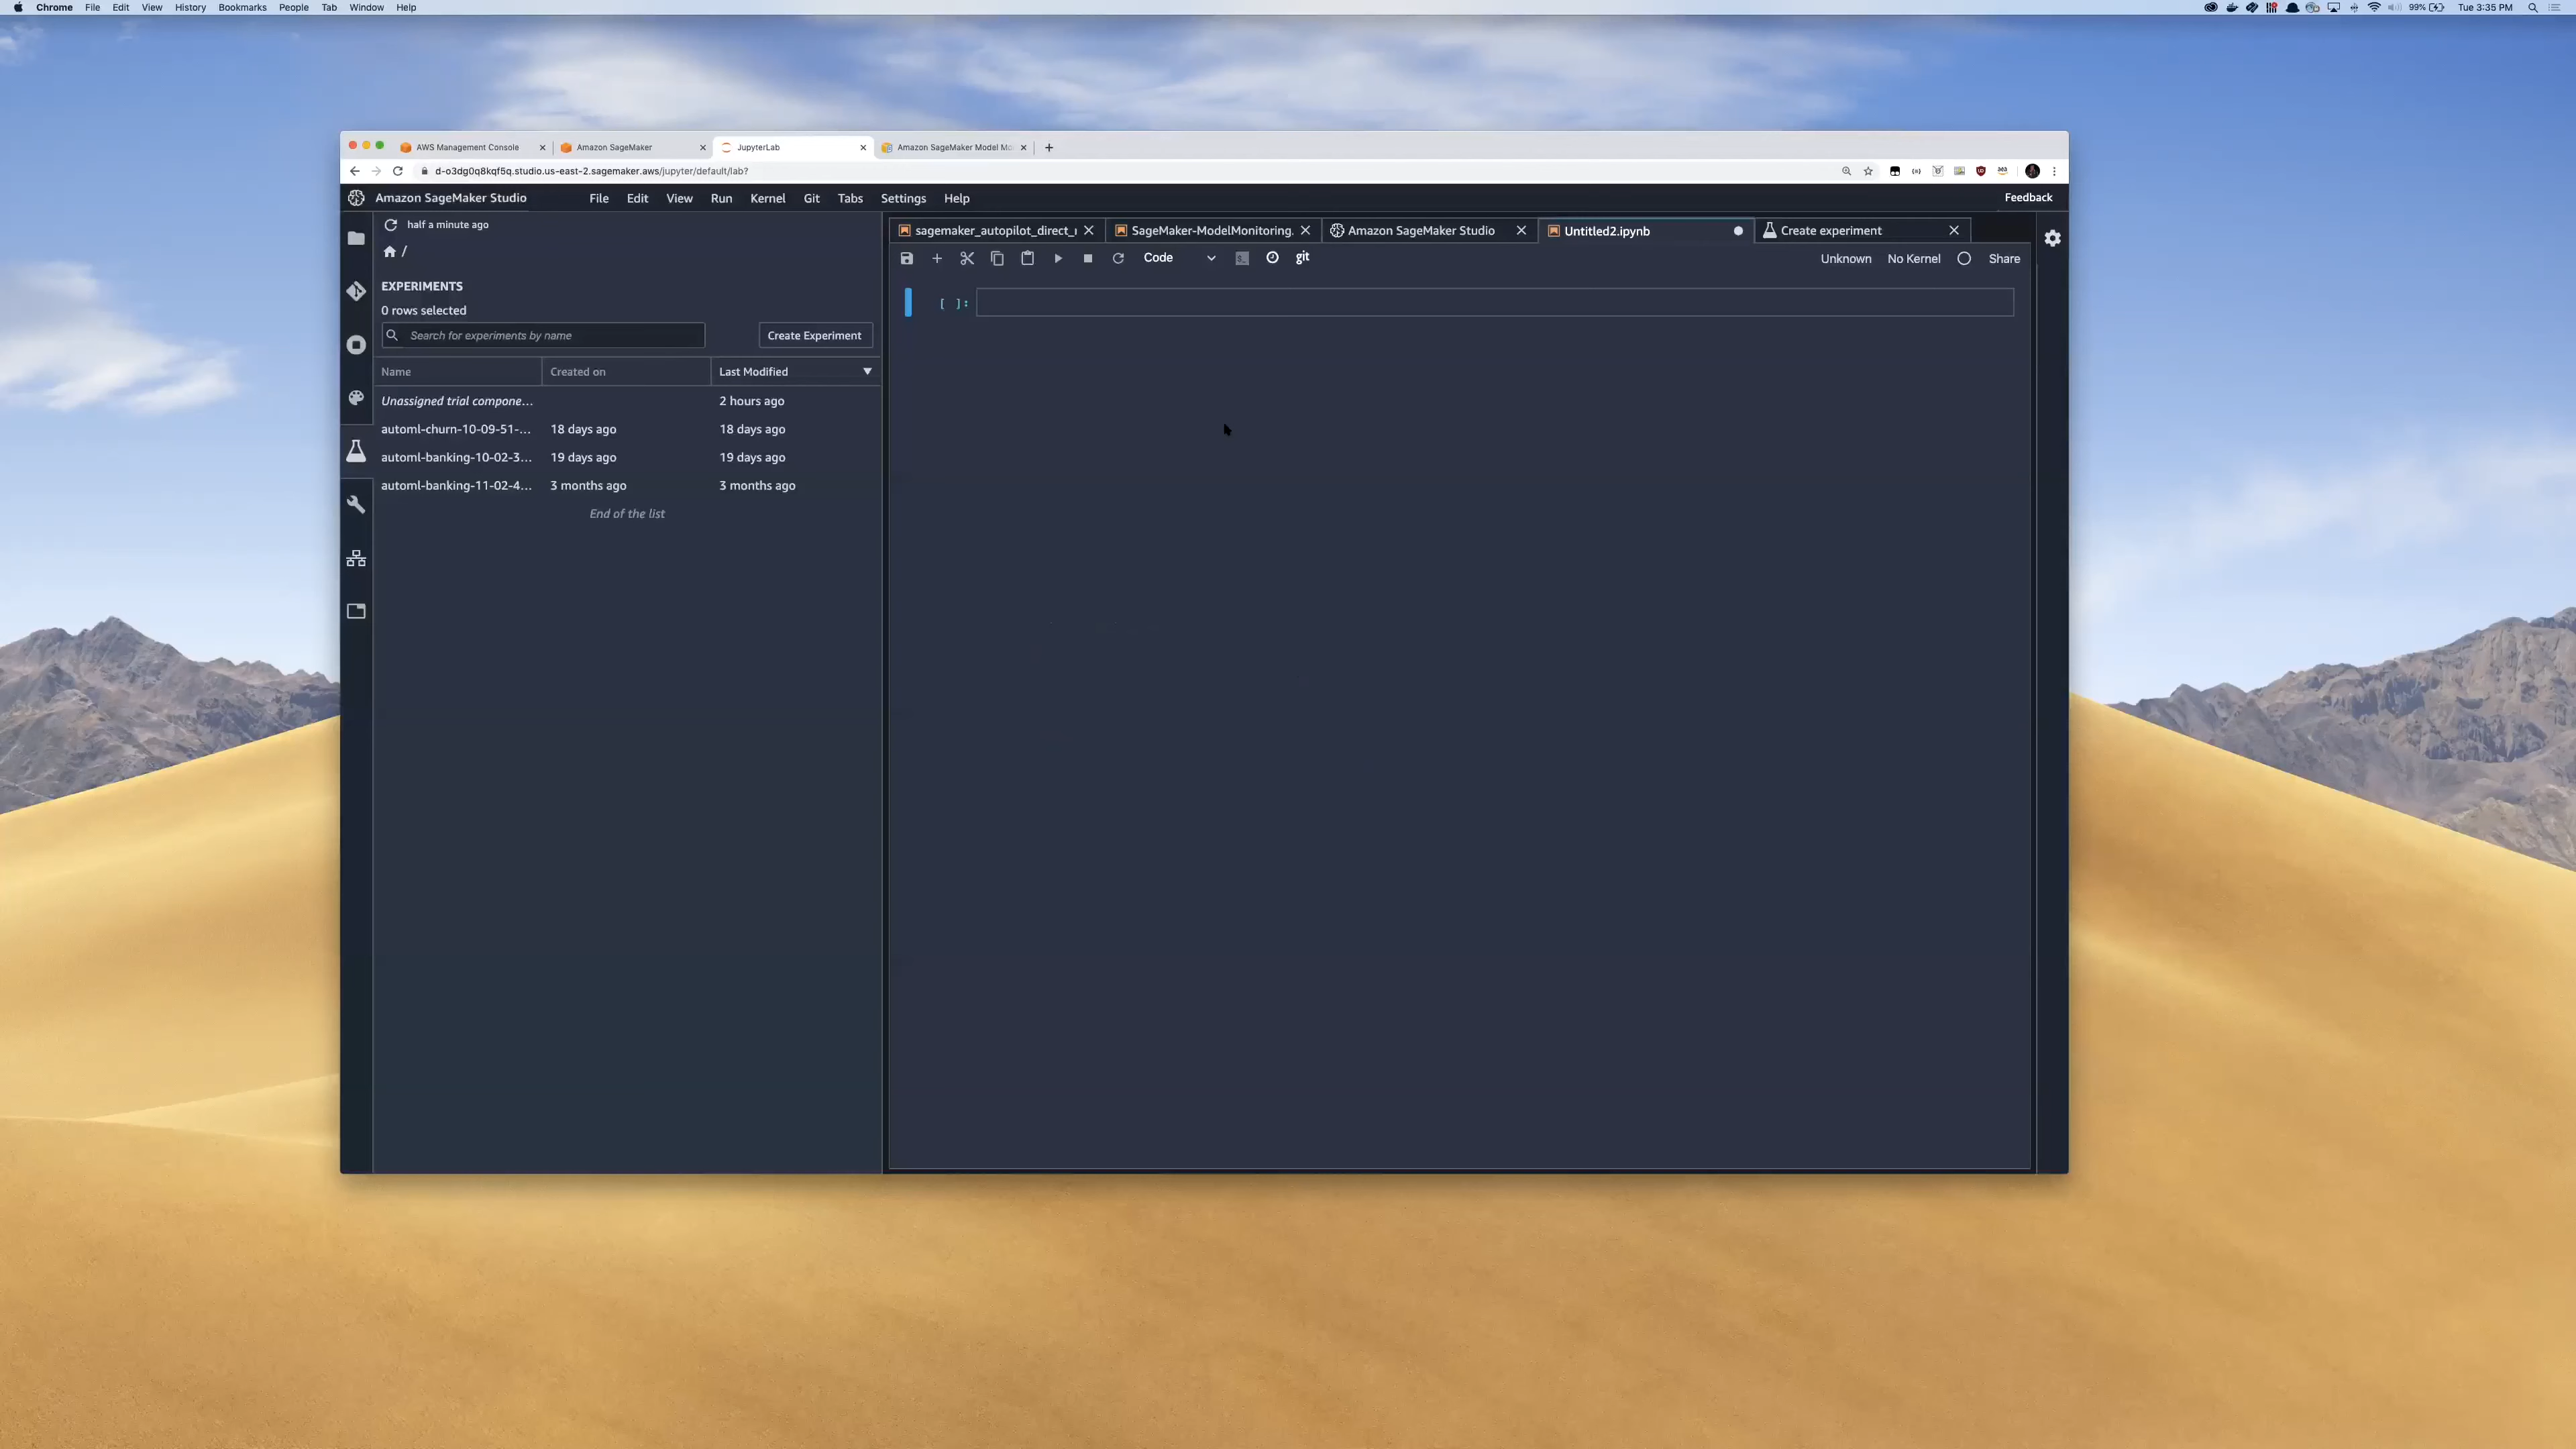 Chrome File Edit View History Bookmarks People Tab Window Help
99% Tue 3:35 PM
AWS Management Console
Amazon SageMaker
JupyterLab
Amazon SageMaker Model Mo
d-o3dg0q8kqf5q.studio.us-east-2.sagemaker.aws/jupyter/default/lab?
Amazon SageMaker Studio
File Edit View Run Kernel Git Tabs Settings Help
Feedback
half a minute ago
/
EXPERIMENTS
0 rows selected
Search for experiments by name
Create Experiment
Name Created on Last Modified
Unassigned trial compone... 2 hours ago
automl-churn-10-09-51-... 18 days ago 18 days ago
automl-banking-10-02-3... 19 days ago 19 days ago
automl-banking-11-02-4... 3 months ago 3 months ago
End of the list
sagemaker_autopilot_direct_
SageMaker-ModelMonitoring.
Amazon SageMaker Studio
Untitled2.ipynb
Create experiment
Code
git
Unknown
No Kernel
Share
[ ]: